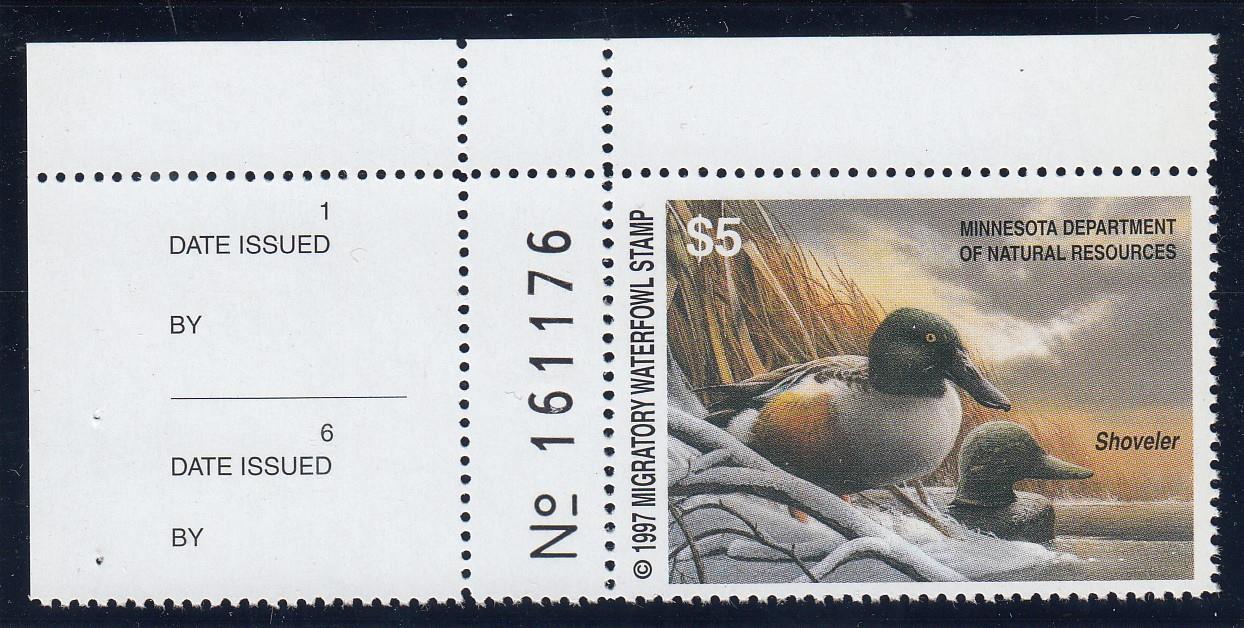 1
DATE ISSUED
BY
6
DATE ISSUED
BY
No 161176
© 1997 MIGRATORY WATERFOWL STAMP
$5
MINNESOTA DEPARTMENT
OF NATURAL RESOURCES
Shoveler